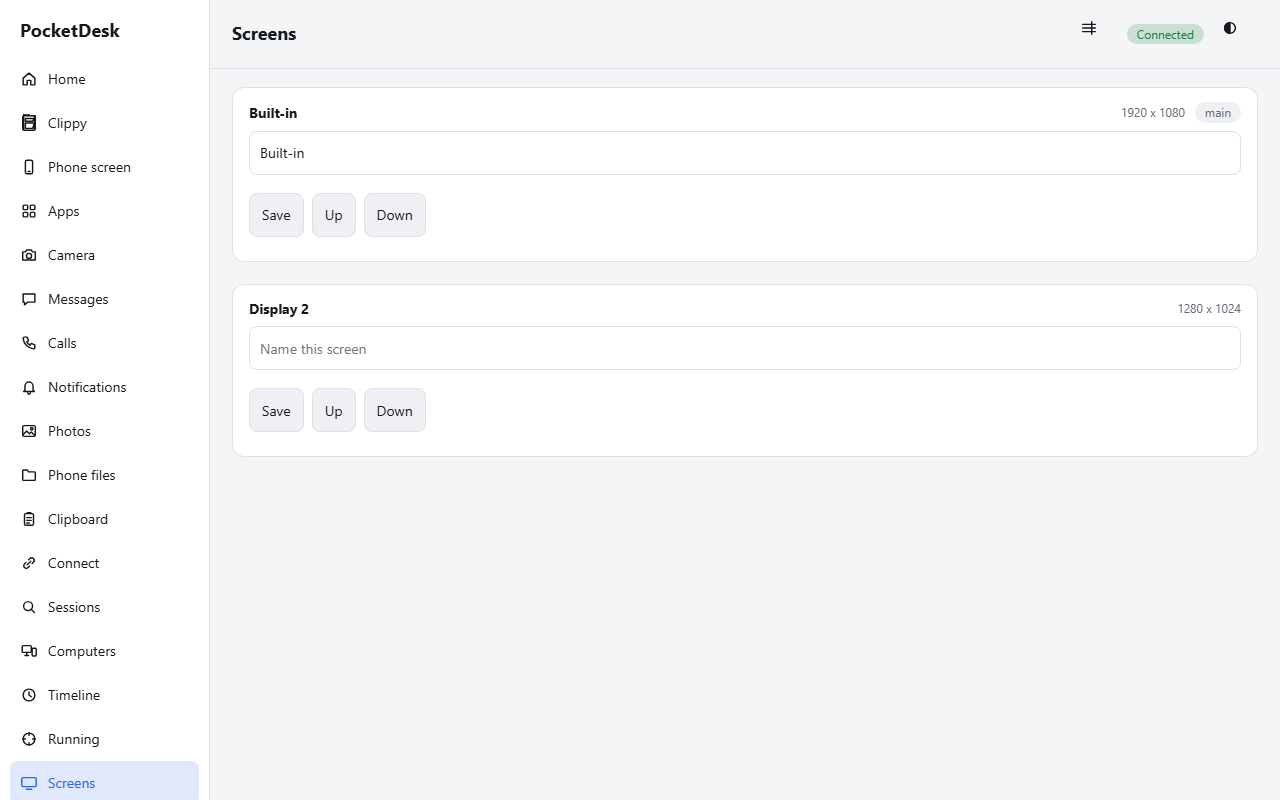 PocketDesk
Home
Clippy
Phone screen
Apps
Camera
Messages
Calls
Notifications
Photos
Phone files
Clipboard
Connect
Sessions
Computers
Timeline
Running
Screens
Screens
Connected
Built-in
1920 x 1080
main
Built-in
Save
Up
Down
Display 2
1280 x 1024
Name this screen
Save
Up
Down